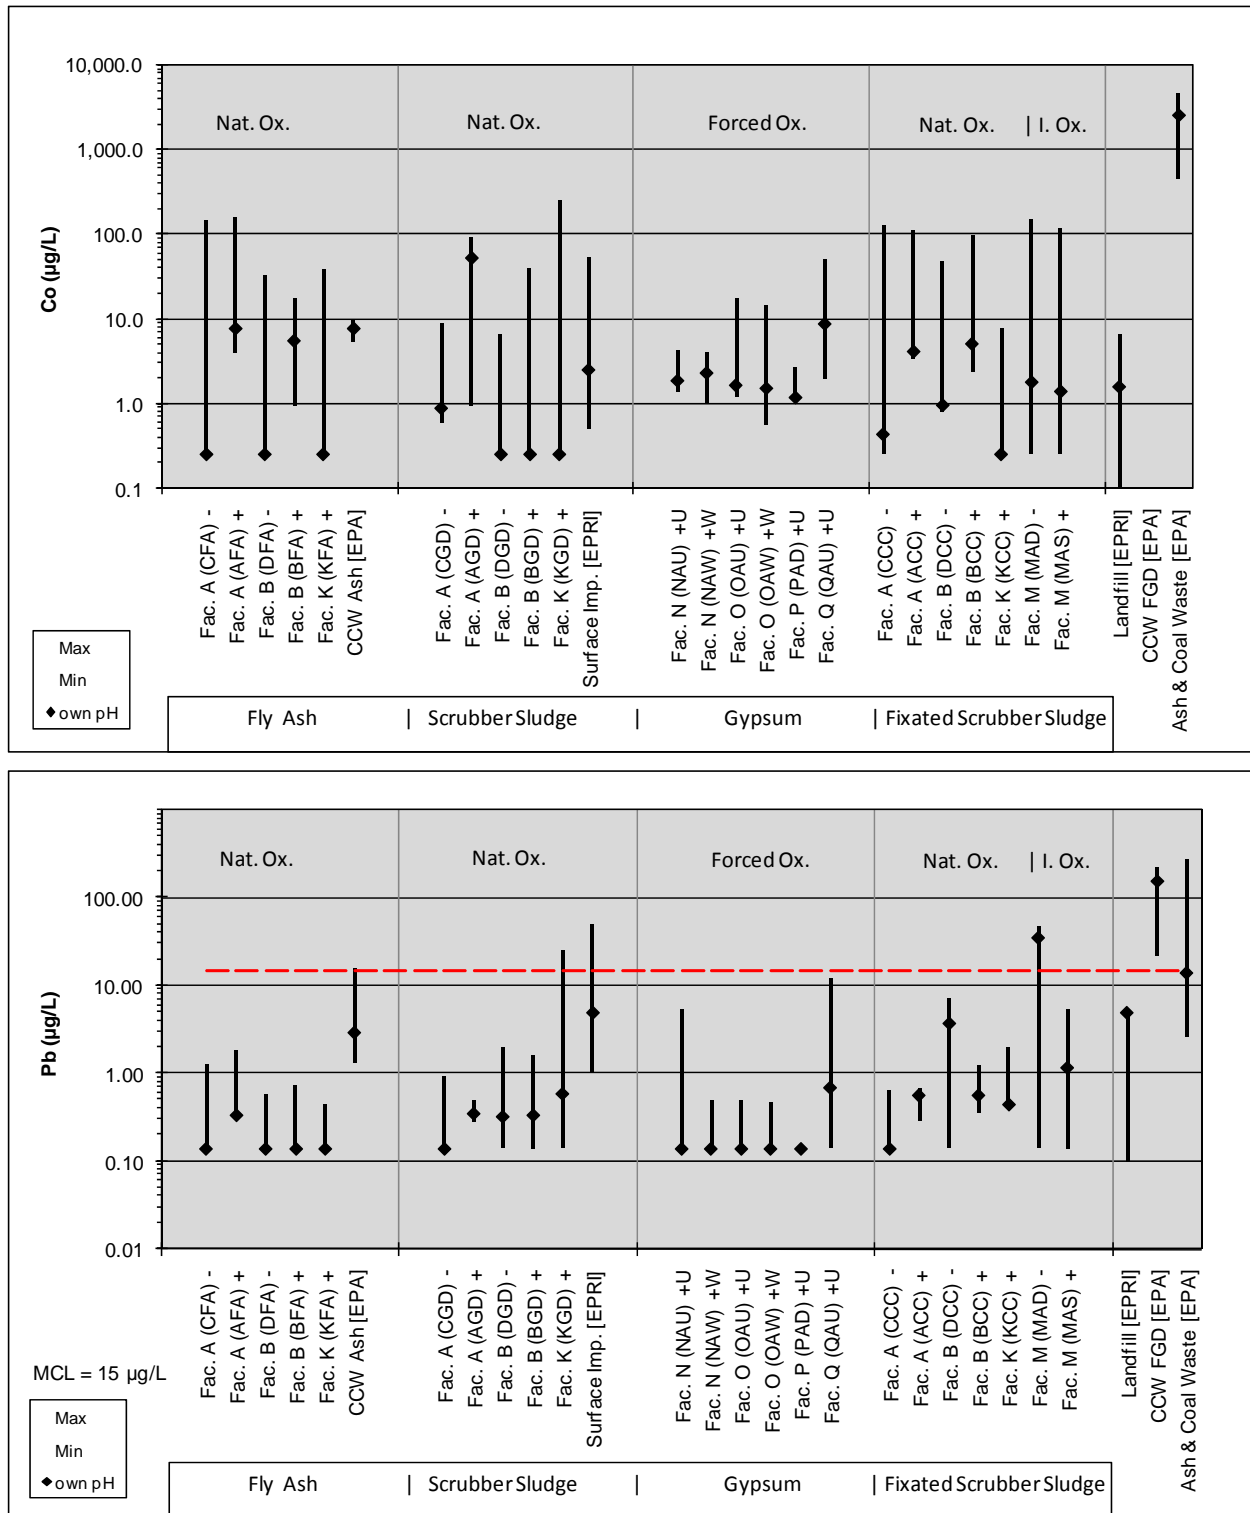 10,000.0
1,000.0
100.0
10.0
1.0
0.1
Co (µg/L)
Nat. Ox.
Nat. Ox.
Forced Ox.
Nat. Ox.
| I. Ox.
Fac. A (CFA) -
Fac. A (AFA) +
Fac. B (DFA) -
Fac. B (BFA) +
Fac. K (KFA) +
CCW Ash [EPA]
Fac. A (CGD) -
Fac. A (AGD) +
Fac. B (DGD) -
Fac. B (BGD) +
Fac. K (KGD) +
Surface Imp. [EPRI]
Fac. N (NAU) +U
Fac. N (NAW) +W
Fac. O (OAU) +U
Fac. O (OAW) +W
Fac. P (PAD) +U
Fac. Q (QAU) +U
Fac. A (CCC) -
Fac. A (ACC) +
Fac. B (DCC) -
Fac. B (BCC) +
Fac. K (KCC) +
Fac. M (MAD) -
Fac. M (MAS) +
Landfill [EPRI]
CCW FGD [EPA]
Ash & Coal Waste [EPA]
Max
Min
own pH
Fly Ash | Scrubber Sludge | Gypsum | Fixated Scrubber Sludge
100.00
10.00
1.00
0.10
0.01
Pb (µg/L)
Nat. Ox.
Nat. Ox.
Forced Ox.
Nat. Ox.
| I. Ox.
Fac. A (CFA) -
Fac. A (AFA) +
Fac. B (DFA) -
Fac. B (BFA) +
Fac. K (KFA) +
CCW Ash [EPA]
Fac. A (CGD) -
Fac. A (AGD) +
Fac. B (DGD) -
Fac. B (BGD) +
Fac. K (KGD) +
Surface Imp. [EPRI]
Fac. N (NAU) +U
Fac. N (NAW) +W
Fac. O (OAU) +U
Fac. O (OAW) +W
Fac. P (PAD) +U
Fac. Q (QAU) +U
Fac. A (CCC) -
Fac. A (ACC) +
Fac. B (DCC) -
Fac. B (BCC) +
Fac. K (KCC) +
Fac. M (MAD) -
Fac. M (MAS) +
Landfill [EPRI]
CCW FGD [EPA]
Ash & Coal Waste [EPA]
MCL = 15 µg/L
Max
Min
own pH
Fly Ash | Scrubber Sludge | Gypsum | Fixated Scrubber Sludge